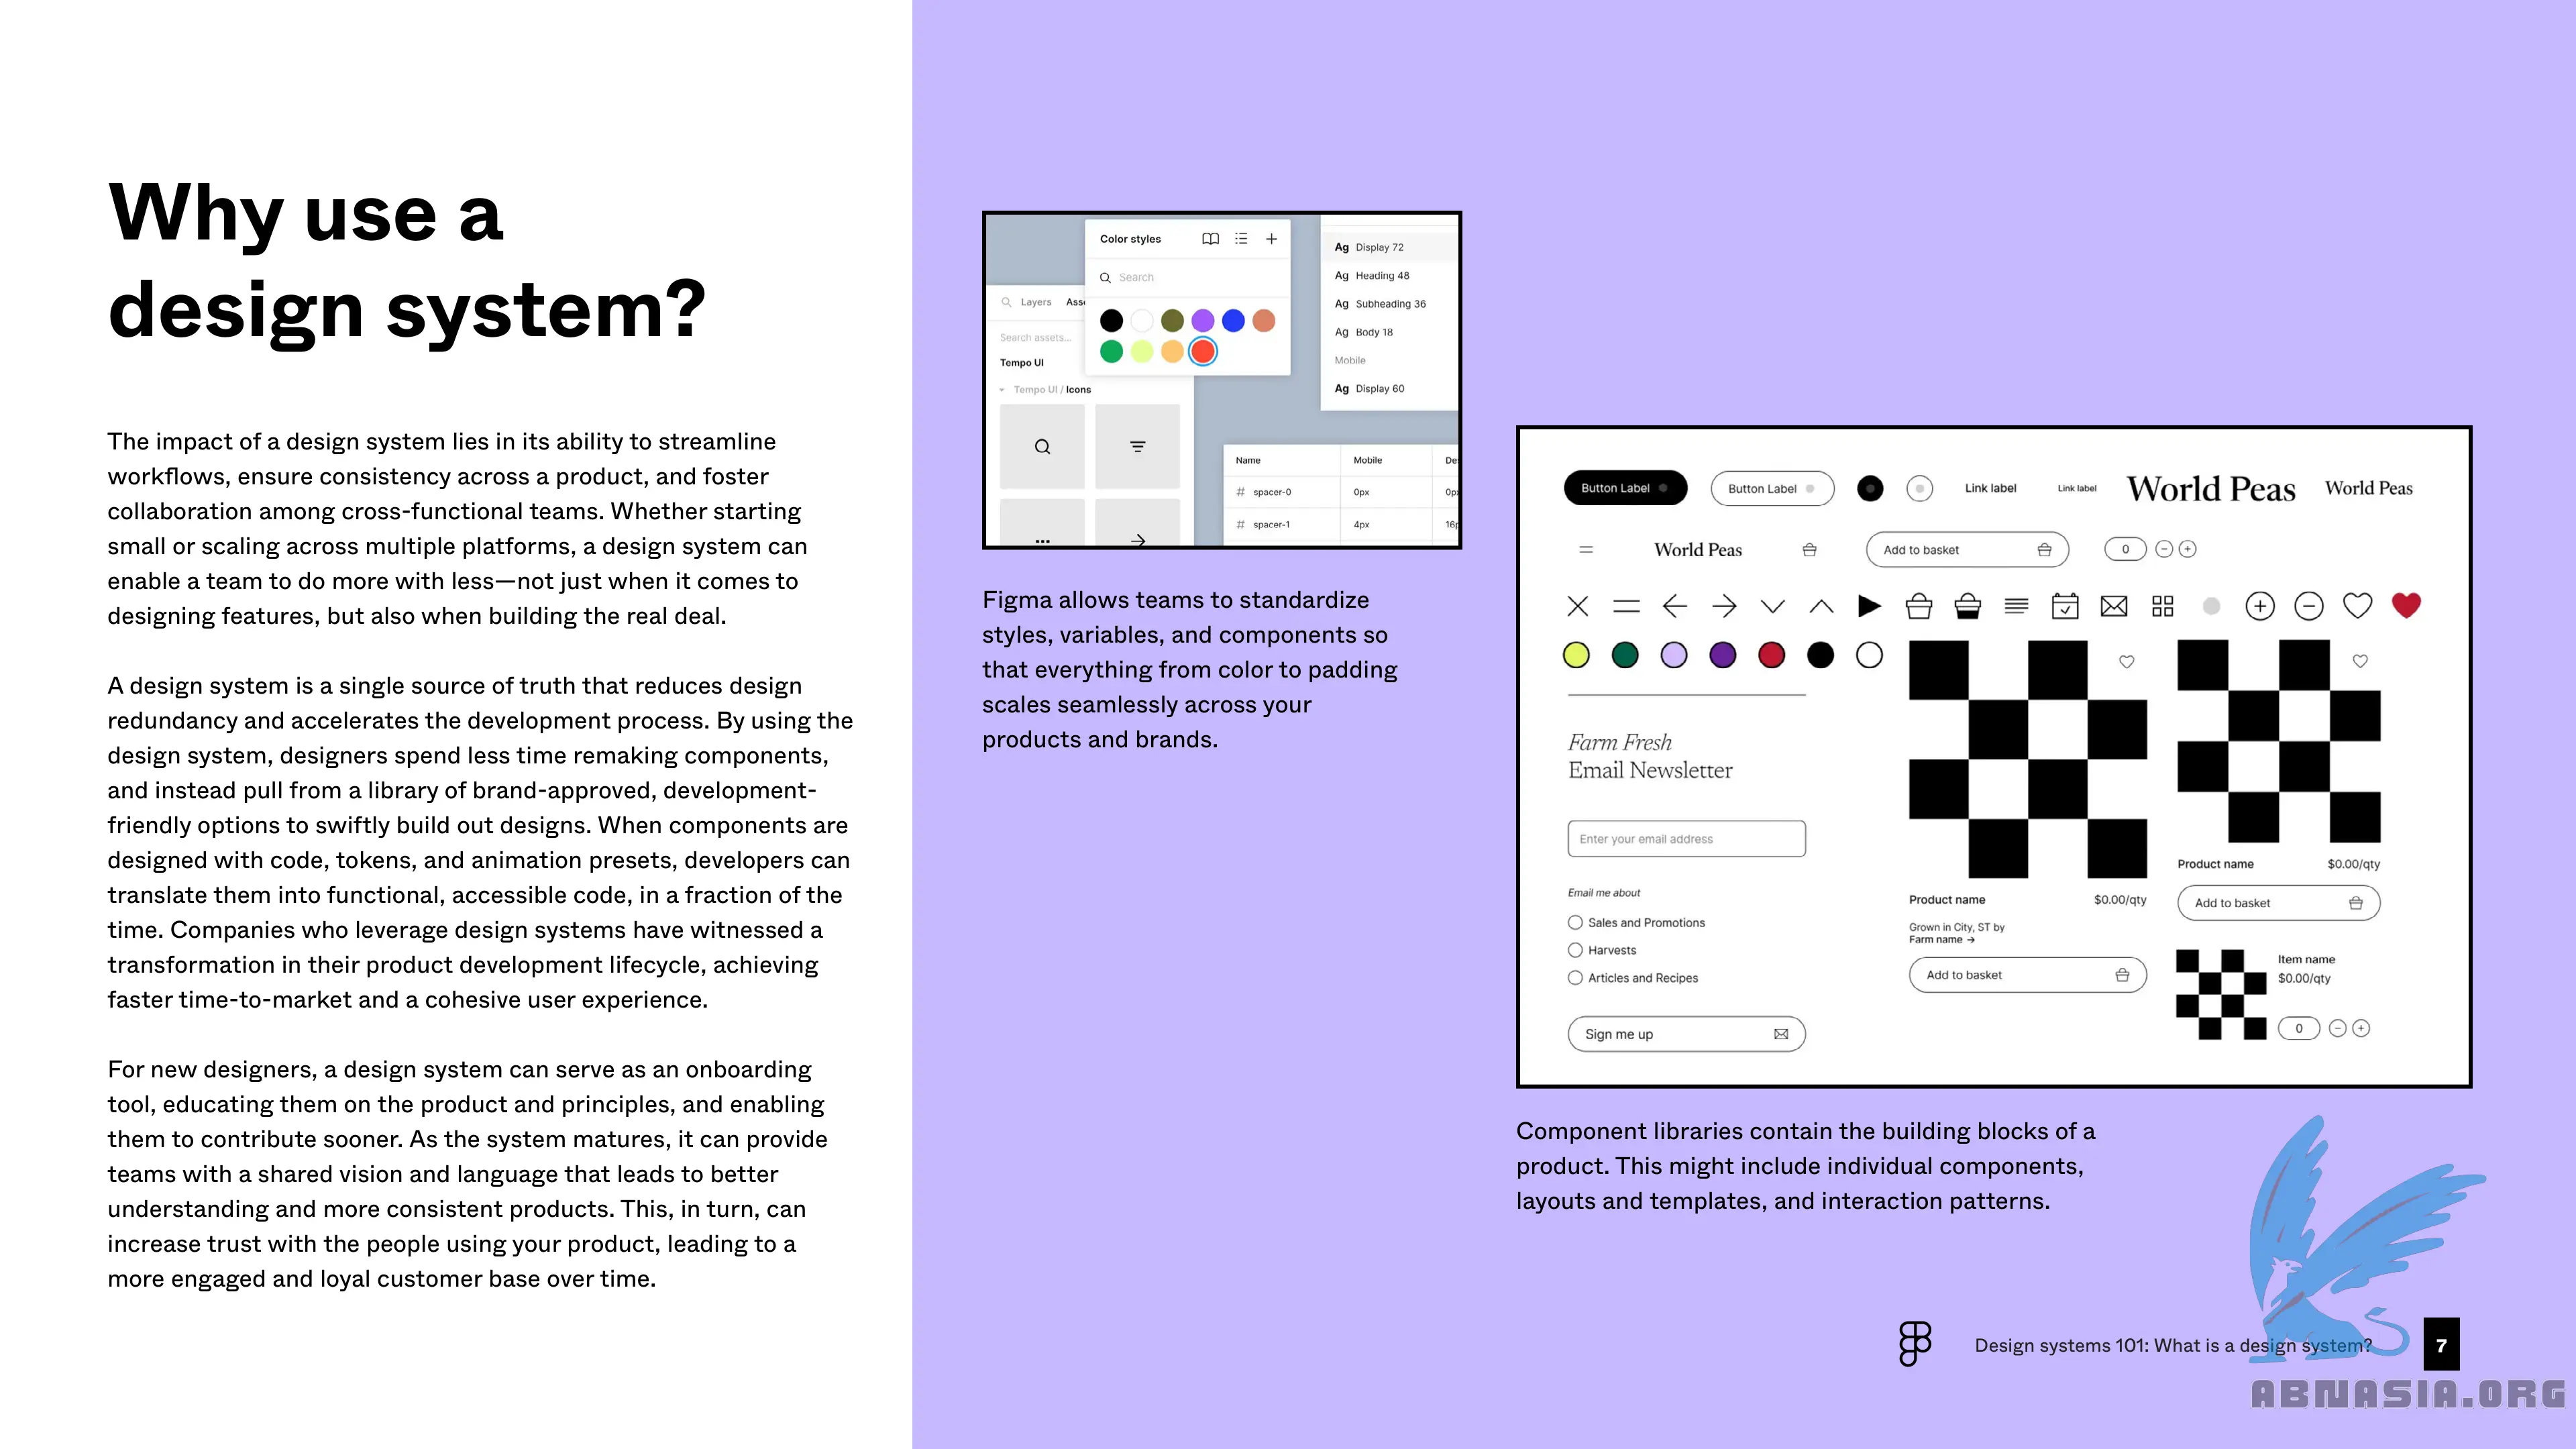 Why use a
design system?
The impact of a design system lies in its ability to streamline
workflows, ensure consistency across a product, and foster
collaboration among cross-functional teams. Whether starting
small or scaling across multiple platforms, a design system can
enable a team to do more with less—not just when it comes to
designing features, but also when building the real deal.
A design system is a single source of truth that reduces design
redundancy and accelerates the development process. By using the
design system, designers spend less time remaking components,
and instead pull from a library of brand-approved, development-
friendly options to swiftly build out designs. When components are
designed with code, tokens, and animation presets, developers can
translate them into functional, accessible code, in a fraction of the
time. Companies who leverage design systems have witnessed a
transformation in their product development lifecycle, achieving
faster time-to-market and a cohesive user experience.
For new designers, a design system can serve as an onboarding
tool, educating them on the product and principles, and enabling
them to contribute sooner. As the system matures, it can provide
teams with a shared vision and language that leads to better
understanding and more consistent products. This, in turn, can
increase trust with the people using your product, leading to a
more engaged and loyal customer base over time.
Color styles
Search
Layers Asse
Search assets...
Tempo UI
Tempo UI / Icons
Ag Display 72
Ag Heading 48
Ag Subheading 36
Ag Body 18
Mobile
Ag Display 60
Name Mobile Des
# spacer-0 0px 0px
# spacer-1 4px 16p
Figma allows teams to standardize
styles, variables, and components so
that everything from color to padding
scales seamlessly across your
products and brands.
Button Label Button Label Link label Link label World Peas World Peas
World Peas Add to basket 0
Farm Fresh
Email Newsletter
Enter your email address
Email me about
Sales and Promotions
Harvests
Articles and Recipes
Sign me up
Product name $0.00/qty
Grown in City, ST by
Farm name →
Add to basket
Product name $0.00/qty
Add to basket
Item name
$0.00/qty
0
Component libraries contain the building blocks of a
product. This might include individual components,
layouts and templates, and interaction patterns.
Design systems 101: What is a design system? 7
ABNASIA.ORG